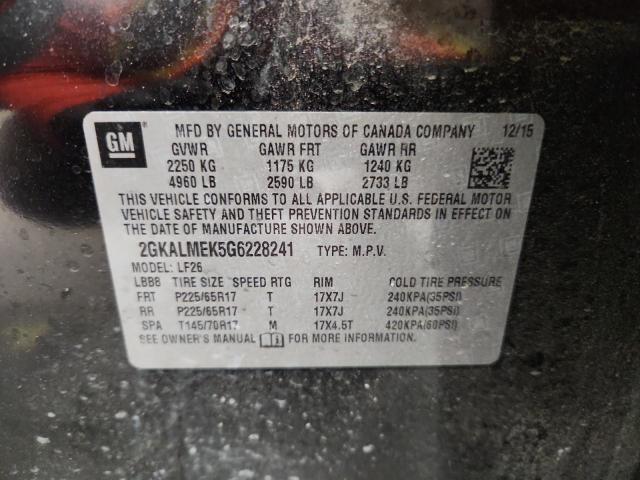 GM
MFD BY GENERAL MOTORS OF CANADA COMPANY 12/15
GVWR GAWR FRT GAWR RR
2250 KG 1175 KG 1240 KG
4960 LB 2590 LB 2733 LB
THIS VEHICLE CONFORMS TO ALL APPLICABLE U.S. FEDERAL MOTOR
VEHICLE SAFETY AND THEFT PREVENTION STANDARDS IN EFFECT ON
THE DATE OF MANUFACTURE SHOWN ABOVE.
2GKALMEK5G6228241 TYPE: M.P.V.
MODEL: LF26
LBBB TIRE SIZE SPEED RTG RIM COLD TIRE PRESSURE
FRT P225/65R17 T 17X7J 240KPA(35PSI)
RR P225/65R17 T 17X7J 240KPA(35PSI)
SPA T145/70R17 M 17X4.5T 420KPA(60PSI)
SEE OWNER'S MANUAL FOR MORE INFORMATION.